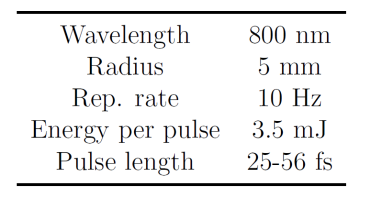 Wavelength 800 nm
Radius 5 mm
Rep. rate 10 Hz
Energy per pulse 3.5 mJ
Pulse length 25-56 fs